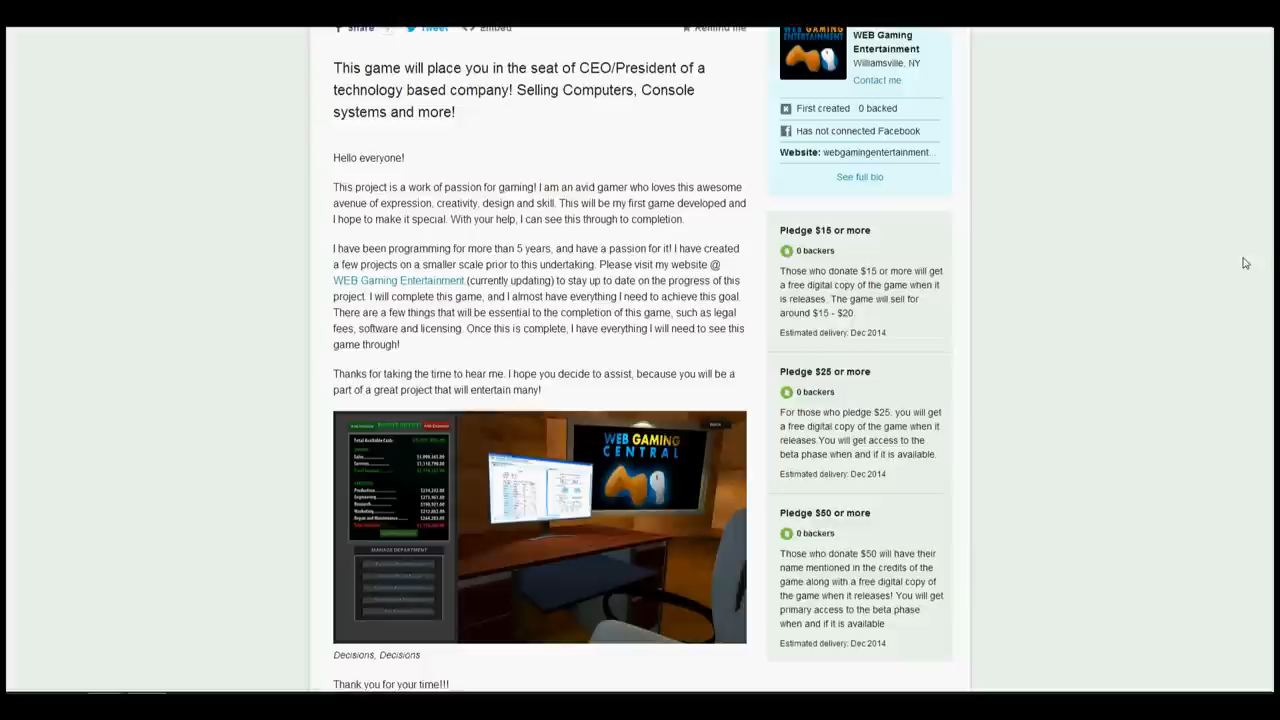 Share
Tweet
Embed
Remind me
This game will place you in the seat of CEO/President of a
technology based company! Selling Computers, Console
systems and more!
Hello everyone!
This project is a work of passion for gaming! I am an avid gamer who loves this awesome
avenue of expression, creativity, design and skill. This will be my first game developed and
I hope to make it special. With your help, I can see this through to completion.
I have been programming for more than 5 years, and have a passion for it! I have created
a few projects on a smaller scale prior to this undertaking. Please visit my website @
WEB Gaming Entertainment (currently updating) to stay up to date on the progress of this
project. I will complete this game, and I almost have everything I need to achieve this goal.
There are a few things that will be essential to the completion of this game, such as legal
fees, software and licensing. Once this is complete, I have everything I will need to see this
game through!
Thanks for taking the time to hear me. I hope you decide to assist, because you will be a
part of a great project that will entertain many!
Total Available Cash:
MANAGE DEPARTMENT
WEB GAMING
CENTRAL
Decisions, Decisions
Thank you for your time!!!
WEB GAMING
ENTERTAINMENT
WEB Gaming
Entertainment
Williamsville, NY
Contact me
First created 0 backed
Has not connected Facebook
Website: webgamingentertainment...
See full bio
Pledge $15 or more
0 backers
Those who donate $15 or more will get
a free digital copy of the game when it
is releases. The game will sell for
around $15 - $20.
Estimated delivery: Dec 2014
Pledge $25 or more
0 backers
For those who pledge $25. you will get
a free digital copy of the game when it
releases.You will get access to the
beta phase when and if it is available.
Estimated delivery: Dec 2014
Pledge $50 or more
0 backers
Those who donate $50 will have their
name mentioned in the credits of the
game along with a free digital copy of
the game when it releases! You will get
primary access to the beta phase
when and if it is available
Estimated delivery: Dec 2014